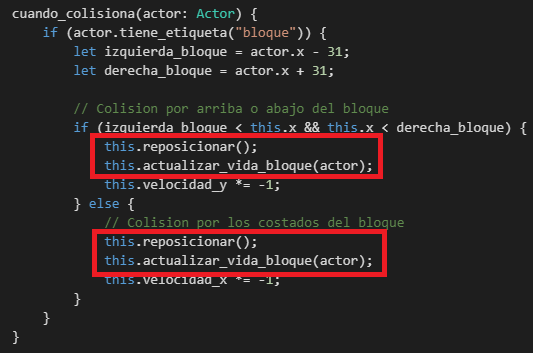 cuando_colisiona(actor: Actor) {
if (actor.tiene_etiqueta("bloque")) {
let izquierda_bloque = actor.x - 31;
let derecha_bloque = actor.x + 31;
// Colision por arriba o abajo del bloque
if (izquierda_bloque < this.x && this.x < derecha_bloque) {
this.reposicionar();
this.actualizar_vida_bloque(actor);
this.velocidad_y *= -1;
} else {
// Colision por los costados del bloque
this.reposicionar();
this.actualizar_vida_bloque(actor);
this.velocidad_x *= -1;
}
}
}